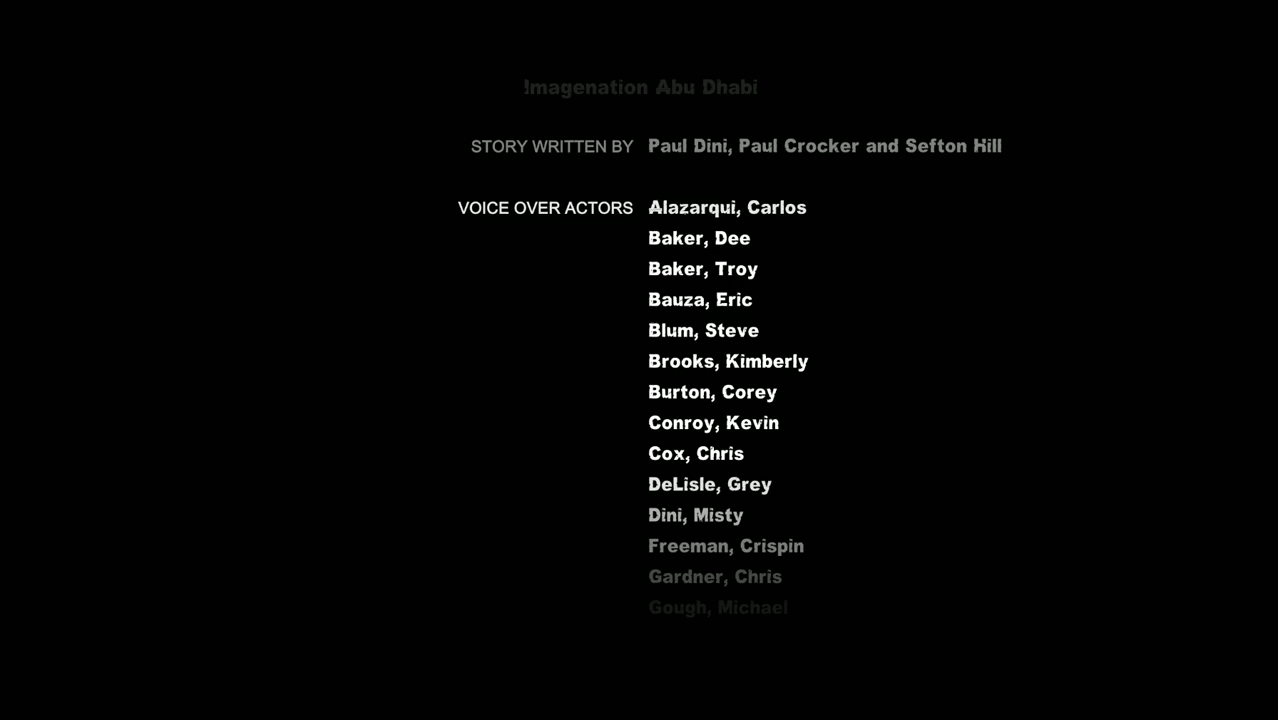 Imagenation Abu Dhabi
STORY WRITTEN BY Paul Dini, Paul Crocker and Sefton Hill
VOICE OVER ACTORS Alazarqui, Carlos
Baker, Dee
Baker, Troy
Bauza, Eric
Blum, Steve
Brooks, Kimberly
Burton, Corey
Conroy, Kevin
Cox, Chris
DeLisle, Grey
Dini, Misty
Freeman, Crispin
Gardner, Chris
Gough, Michael